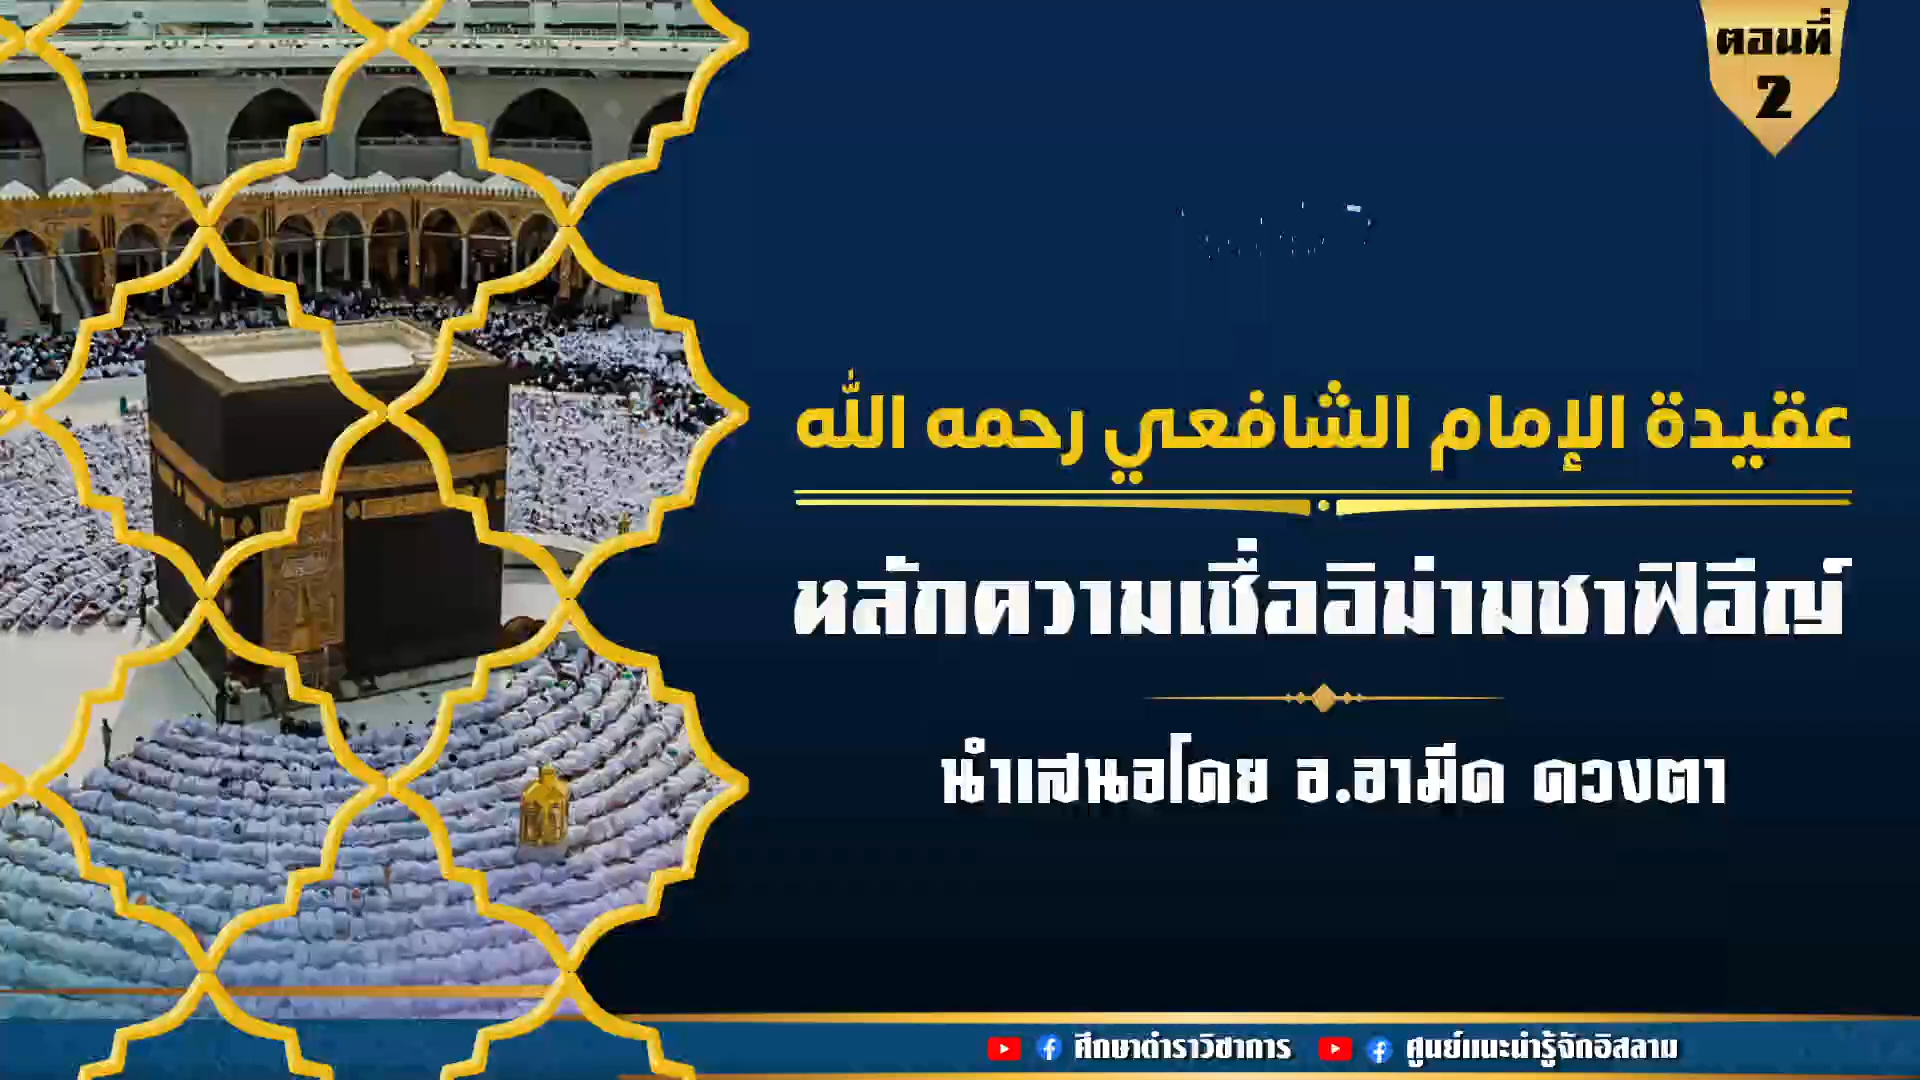 ตอนที่
2
عقيدة الإمام الشافعي رحمه الله
หลักความเชื่ออิม่ามชาฟิอีญ์
นำเสนอโดย อ.อามีด ดวงตา
ศึกษาตำราวิชาการ ศูนย์แนะนำรู้จักอิสลาม